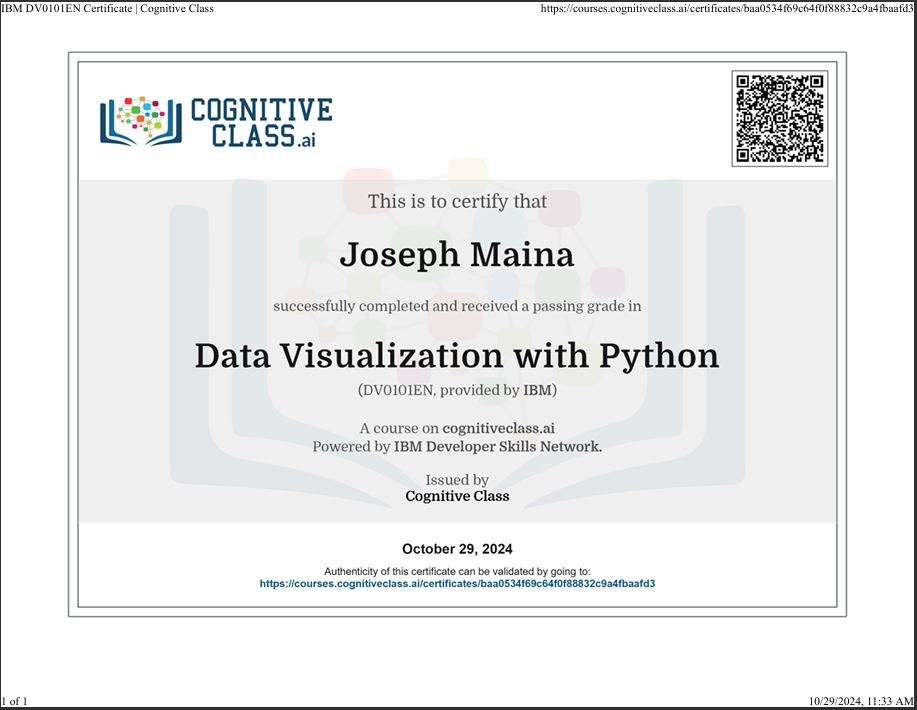 IBM DV0101EN Certificate | Cognitive Class
https://courses.cognitiveclass.ai/certificates/baa0534f69c64f0f88832c9a4fbaafd3
COGNITIVE
CLASS.ai
This is to certify that
Joseph Maina
successfully completed and received a passing grade in
Data Visualization with Python
(DV0101EN, provided by IBM)
A course on cognitiveclass.ai
Powered by IBM Developer Skills Network.
Issued by
Cognitive Class
October 29, 2024
Authenticity of this certificate can be validated by going to:
https://courses.cognitiveclass.ai/certificates/baa0534f69c64f0f88832c9a4fbaafd3
1 of 1
10/29/2024, 11:33 AM